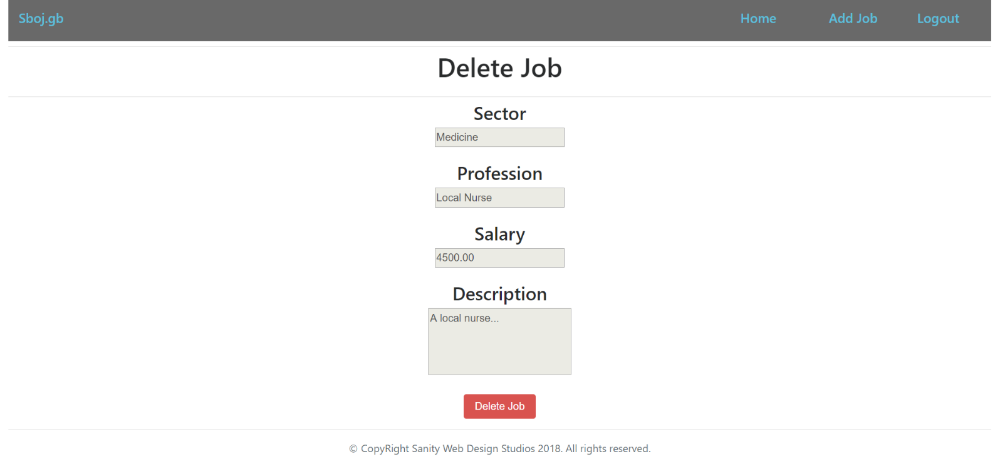 Sboj.gb Home Add Job Logout
Delete Job
Sector
Medicine
Profession
Local Nurse
Salary
4500.00
Description
A local nurse...
Delete Job
© CopyRight Sanity Web Design Studios 2018. All rights reserved.